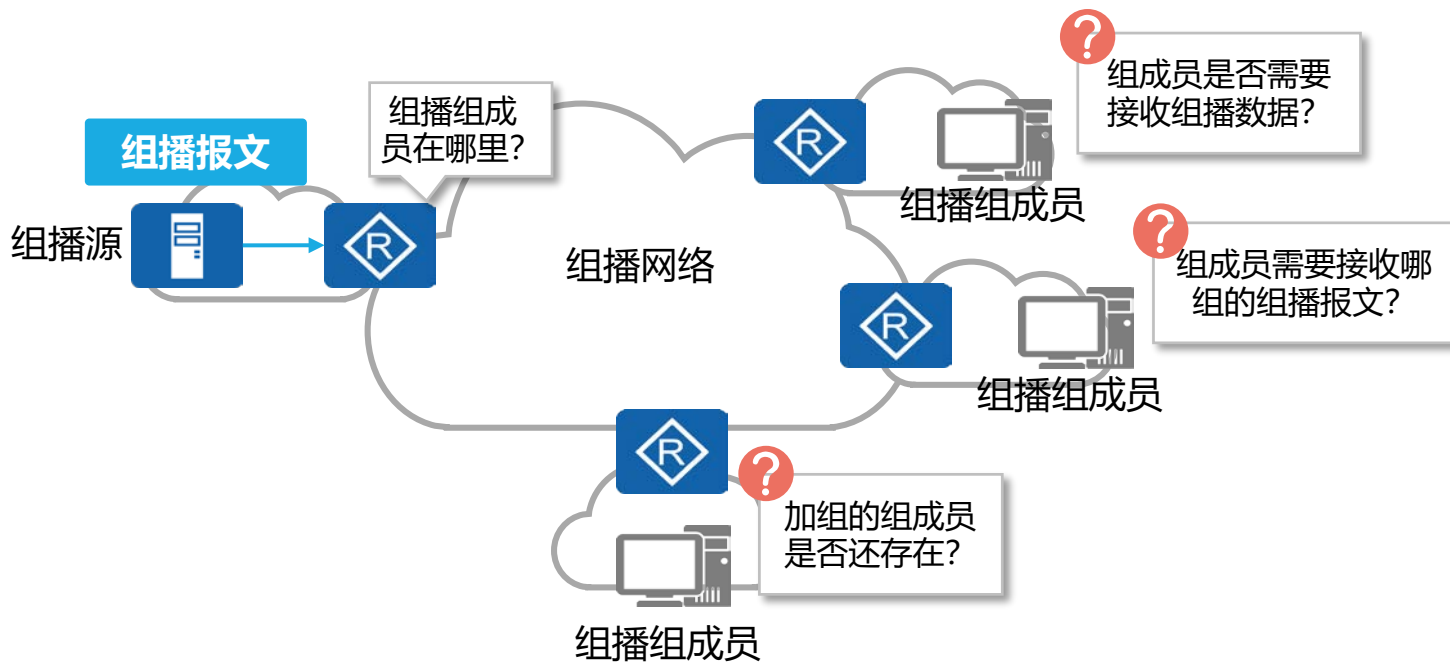 组播报文
组播源
R
组播组成
员在哪里？
组播网络
R
组播组成员
?
组成员是否需要
接收组播数据？
R
组播组成员
?
组成员需要接收哪
组的组播报文？
R
组播组成员
?
加组的组成员
是否还存在？